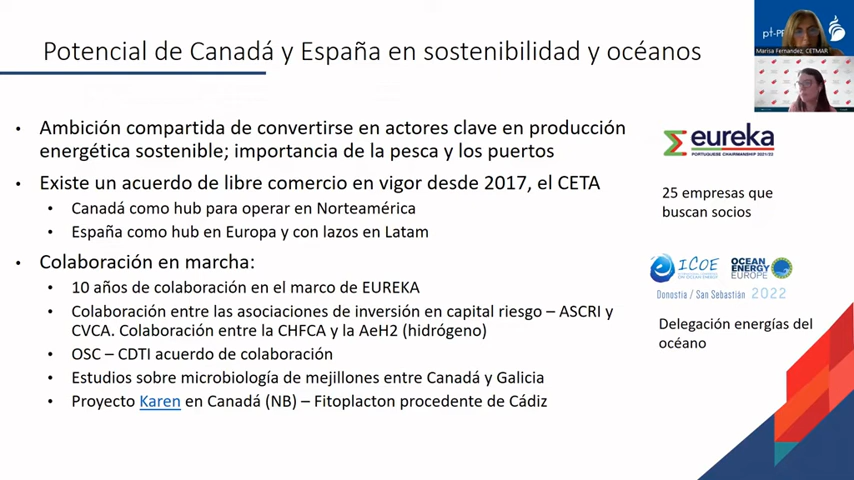 Potencial de Canadá y España en sostenibilidad y océanos
• Ambición compartida de convertirse en actores clave en producción
energética sostenible; importancia de la pesca y los puertos
• Existe un acuerdo de libre comercio en vigor desde 2017, el CETA
• Canadá como hub para operar en Norteamérica
• España como hub en Europa y con lazos en Latam
• Colaboración en marcha:
• 10 años de colaboración en el marco de EUREKA
• Colaboración entre las asociaciones de inversión en capital riesgo – ASCRI y
CVCA. Colaboración entre la CHFCA y la AeH2 (hidrógeno)
• OSC – CDTI acuerdo de colaboración
• Estudios sobre microbiología de mejillones entre Canadá y Galicia
• Proyecto Karen en Canadá (NB) – Fitoplacton procedente de Cádiz
eureka
PORTUGUESE CHAIRMANSHIP 2021/22
25 empresas que
buscan socios
ICOE
OCEAN
ENERGY
EUROPE
Donostia / San Sebastián 2022
Delegación energías del
océano
Marisa Fernandez, CETMAR